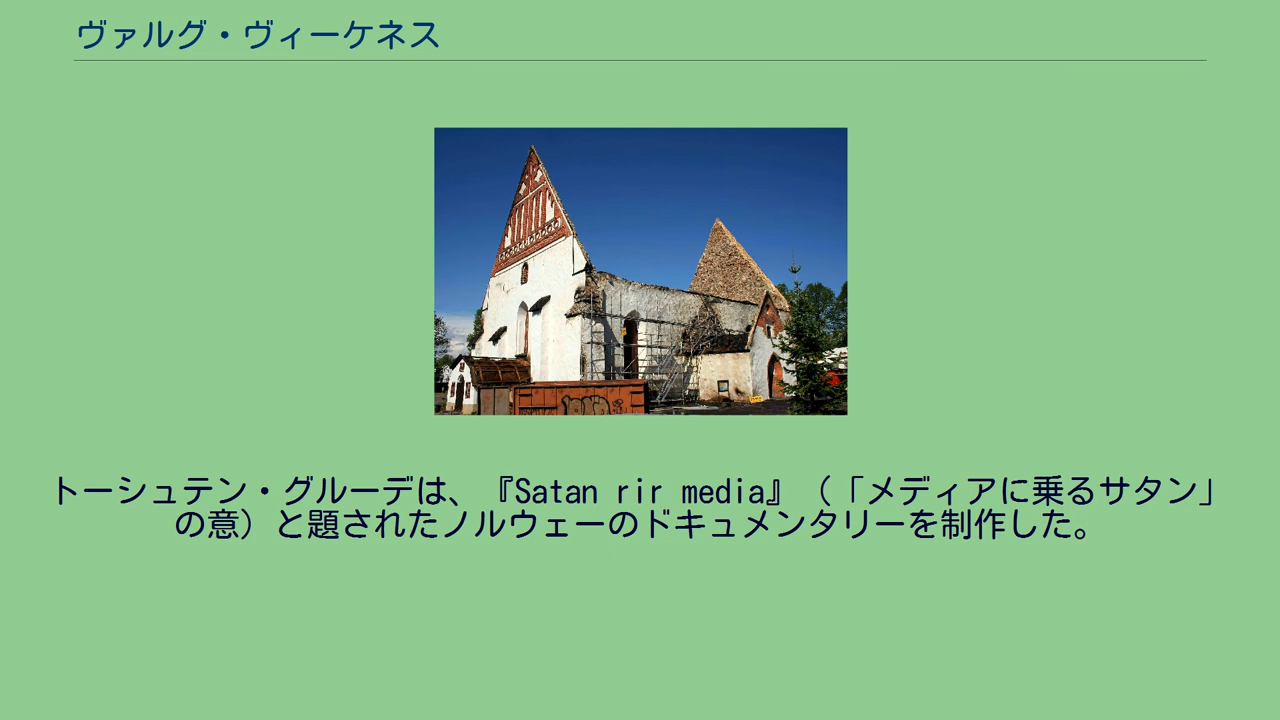 ヴァルグ・ヴィーケネス
トーシュテン・グルーデは、『Satan rir media』（「メディアに乗るサタン」
の意）と題されたノルウェーのドキュメンタリーを制作した。